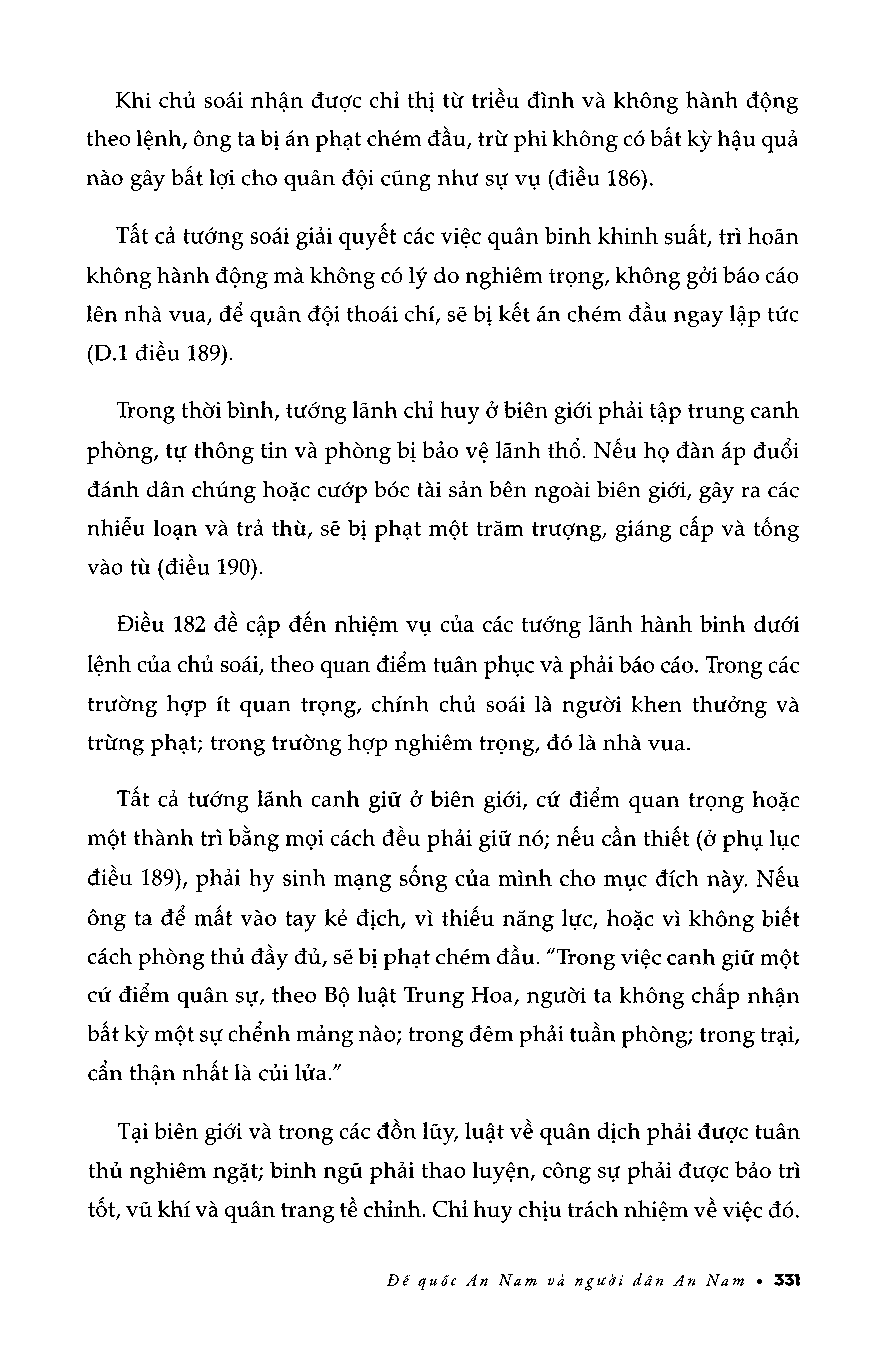 Khi chủ soái nhận được chỉ thị từ triều đình và không hành động
theo lệnh, ông ta bị án phạt chém đầu, trừ phi không có bất kỳ hậu quả
nào gây bất lợi cho quân đội cũng như sự vụ (điều 186).
Tất cả tướng soái giải quyết các việc quân binh khinh suất, trì hoãn
không hành động mà không có lý do nghiêm trọng, không gởi báo cáo
lên nhà vua, để quân đội thoái chí, sẽ bị kết án chém đầu ngay lập tức
(D.1 điều 189).
Trong thời bình, tướng lãnh chỉ huy ở biên giới phải tập trung canh
phòng, tự thông tin và phòng bị bảo vệ lãnh thổ. Nếu họ đàn áp đuổi
đánh dân chúng hoặc cướp bóc tài sản bên ngoài biên giới, gây ra các
nhiễu loạn và trả thù, sẽ bị phạt một trăm trượng, giáng cấp và tống
vào tù (điều 190).
Điều 182 đề cập đến nhiệm vụ của các tướng lãnh hành binh dưới
lệnh của chủ soái, theo quan điểm tuân phục và phải báo cáo. Trong các
trường hợp ít quan trọng, chính chủ soái là người khen thưởng và
trừng phạt; trong trường hợp nghiêm trọng, đó là nhà vua.
Tất cả tướng lãnh canh giữ ở biên giới, cứ điểm quan trọng hoặc
một thành trì bằng mọi cách đều phải giữ nó; nếu cần thiết (ở phụ lục
điều 189), phải hy sinh mạng sống của mình cho mục đích này. Nếu
ông ta để mất vào tay kẻ địch, vì thiếu năng lực, hoặc vì không biết
cách phòng thủ đầy đủ, sẽ bị phạt chém đầu. "Trong việc canh giữ một
cứ điểm quân sự, theo Bộ luật Trung Hoa, người ta không chấp nhận
bất kỳ một sự chểnh mảng nào; trong đêm phải tuần phòng; trong trại,
cẩn thận nhất là củi lửa."
Tại biên giới và trong các đồn lũy, luật về quân dịch phải được tuân
thủ nghiêm ngặt; binh ngũ phải thao luyện, công sự phải được bảo trì
tốt, vũ khí và quân trang tề chỉnh. Chỉ huy chịu trách nhiệm về việc đó.
Đế quốc An Nam và người dân An Nam • 331